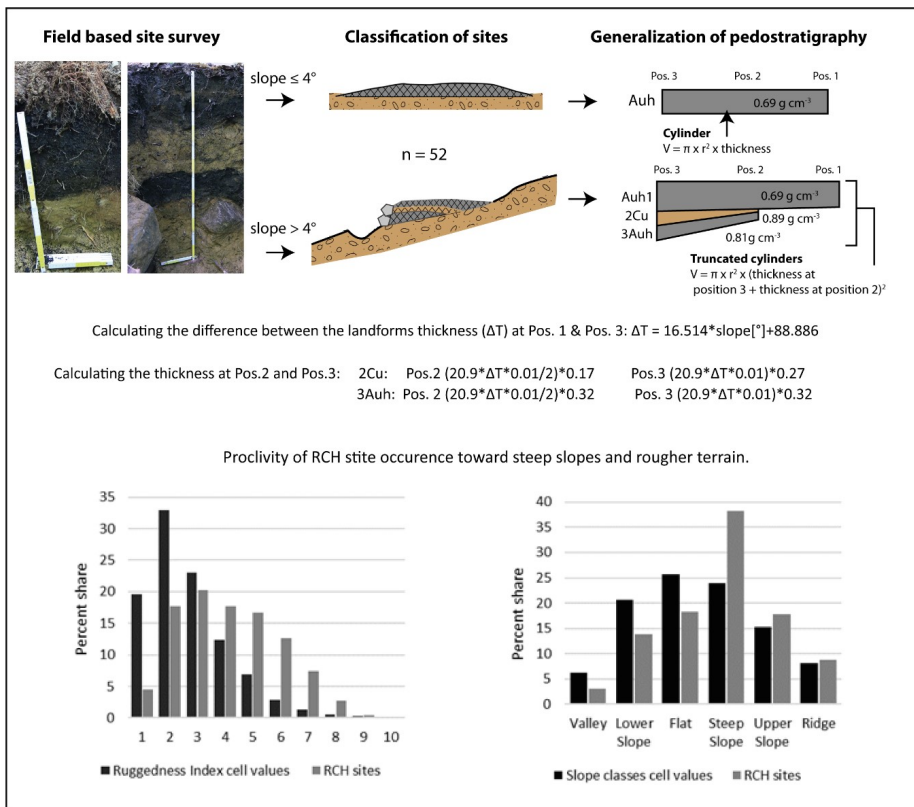 Field based site survey
Classification of sites
Generalization of pedostratigraphy
slope ≤ 4°
n = 52
slope > 4°
Pos. 3 Pos. 2 Pos. 1
Auh 0.69 g cm⁻³
Cylinder
V = π x r² x thickness
Pos. 3 Pos. 2 Pos. 1
Auh1 0.69 g cm⁻³
2Cu 0.89 g cm⁻³
3Auh 0.81g cm⁻³
Truncated cylinders
V = π x r² x (thickness at
position 3 + thickness at position 2)²
Calculating the difference between the landforms thickness (ΔT) at Pos. 1 & Pos. 3: ΔT = 16.514*slope[°]+88.886
Calculating the thickness at Pos.2 and Pos.3: 2Cu: Pos.2 (20.9*ΔT*0.01/2)*0.17 Pos.3 (20.9*ΔT*0.01)*0.27
3Auh: Pos. 2 (20.9*ΔT*0.01/2)*0.32 Pos. 3 (20.9*ΔT*0.01)*0.32
Proclivity of RCH stite occurence toward steep slopes and rougher terrain.
Percent share
35
30
25
20
15
10
5
0
1 2 3 4 5 6 7 8 9 10
Ruggedness Index cell values RCH sites
Percent share
40
35
30
25
20
15
10
5
0
Valley Lower Flat Steep Upper Ridge
Slope Slope Slope
Slope classes cell values RCH sites